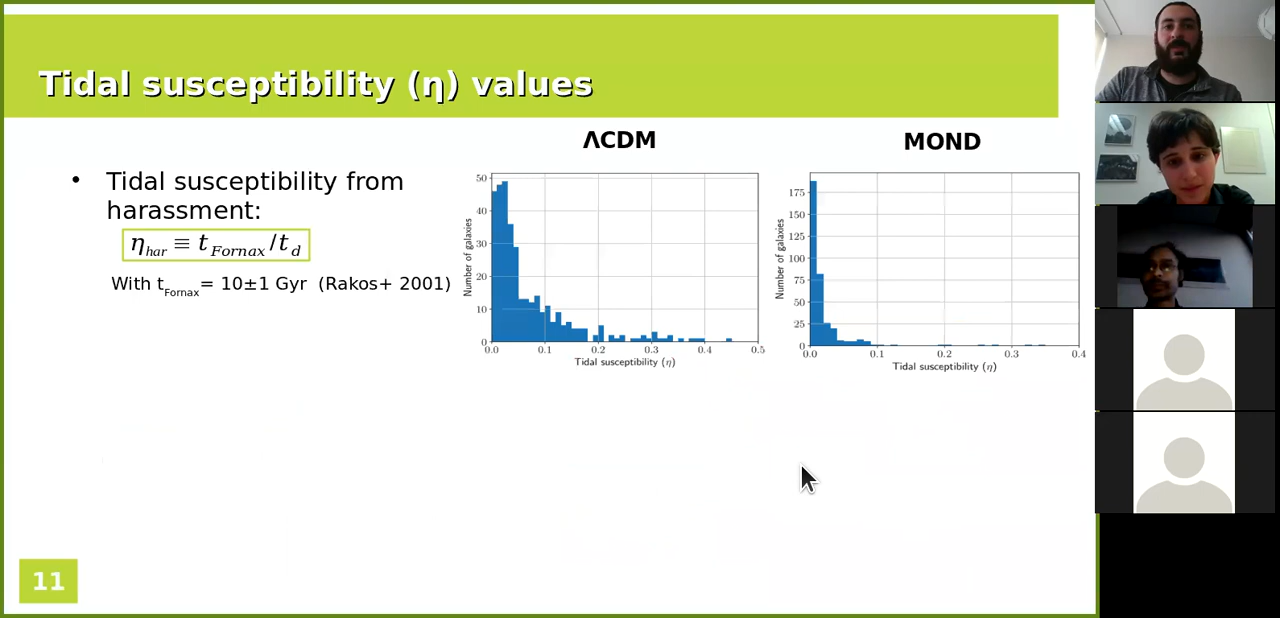 Tidal susceptibility (η) values
• Tidal susceptibility from
harassment:
η_har ≡ t_Fornax / t_d
With t_Fornax = 10±1 Gyr (Rakos+ 2001)
ΛCDM
Number of galaxies
50
40
30
20
10
0
0.0 0.1 0.2 0.3 0.4 0.5
Tidal susceptibility (η)
MOND
Number of galaxies
175
150
125
100
75
50
25
0
0.0 0.1 0.2 0.3 0.4
Tidal susceptibility (η)
11